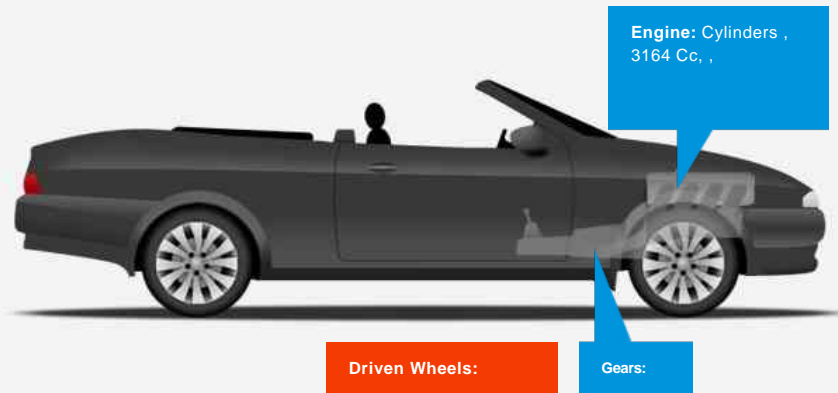 Engine: Cylinders ,
3164 Cc, ,
Driven Wheels:
Gears: